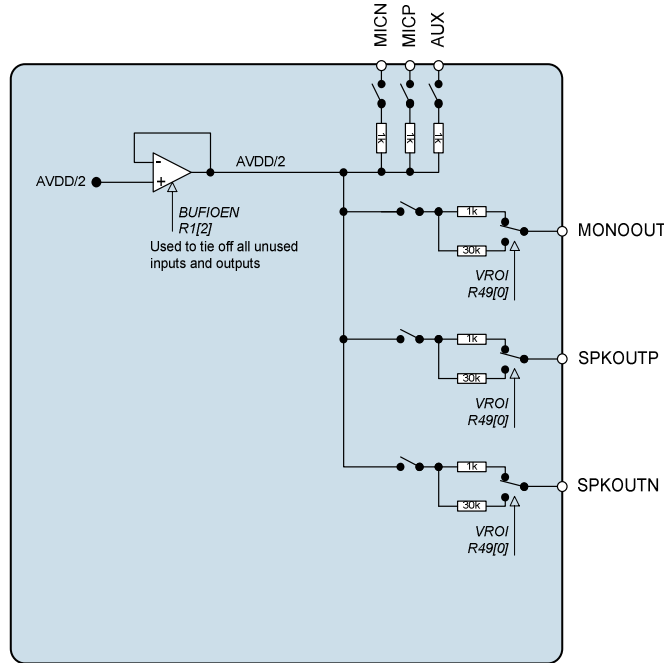 MICN
MICP
AUX
1k
1k
1k
AVDD/2
AVDD/2
-
+
BUFIOEN
R1[2]
Used to tie off all unused
inputs and outputs
1k
30k
MONOOUT
VROI
R49[0]
1k
30k
SPKOUTP
VROI
R49[0]
1k
30k
SPKOUTN
VROI
R49[0]